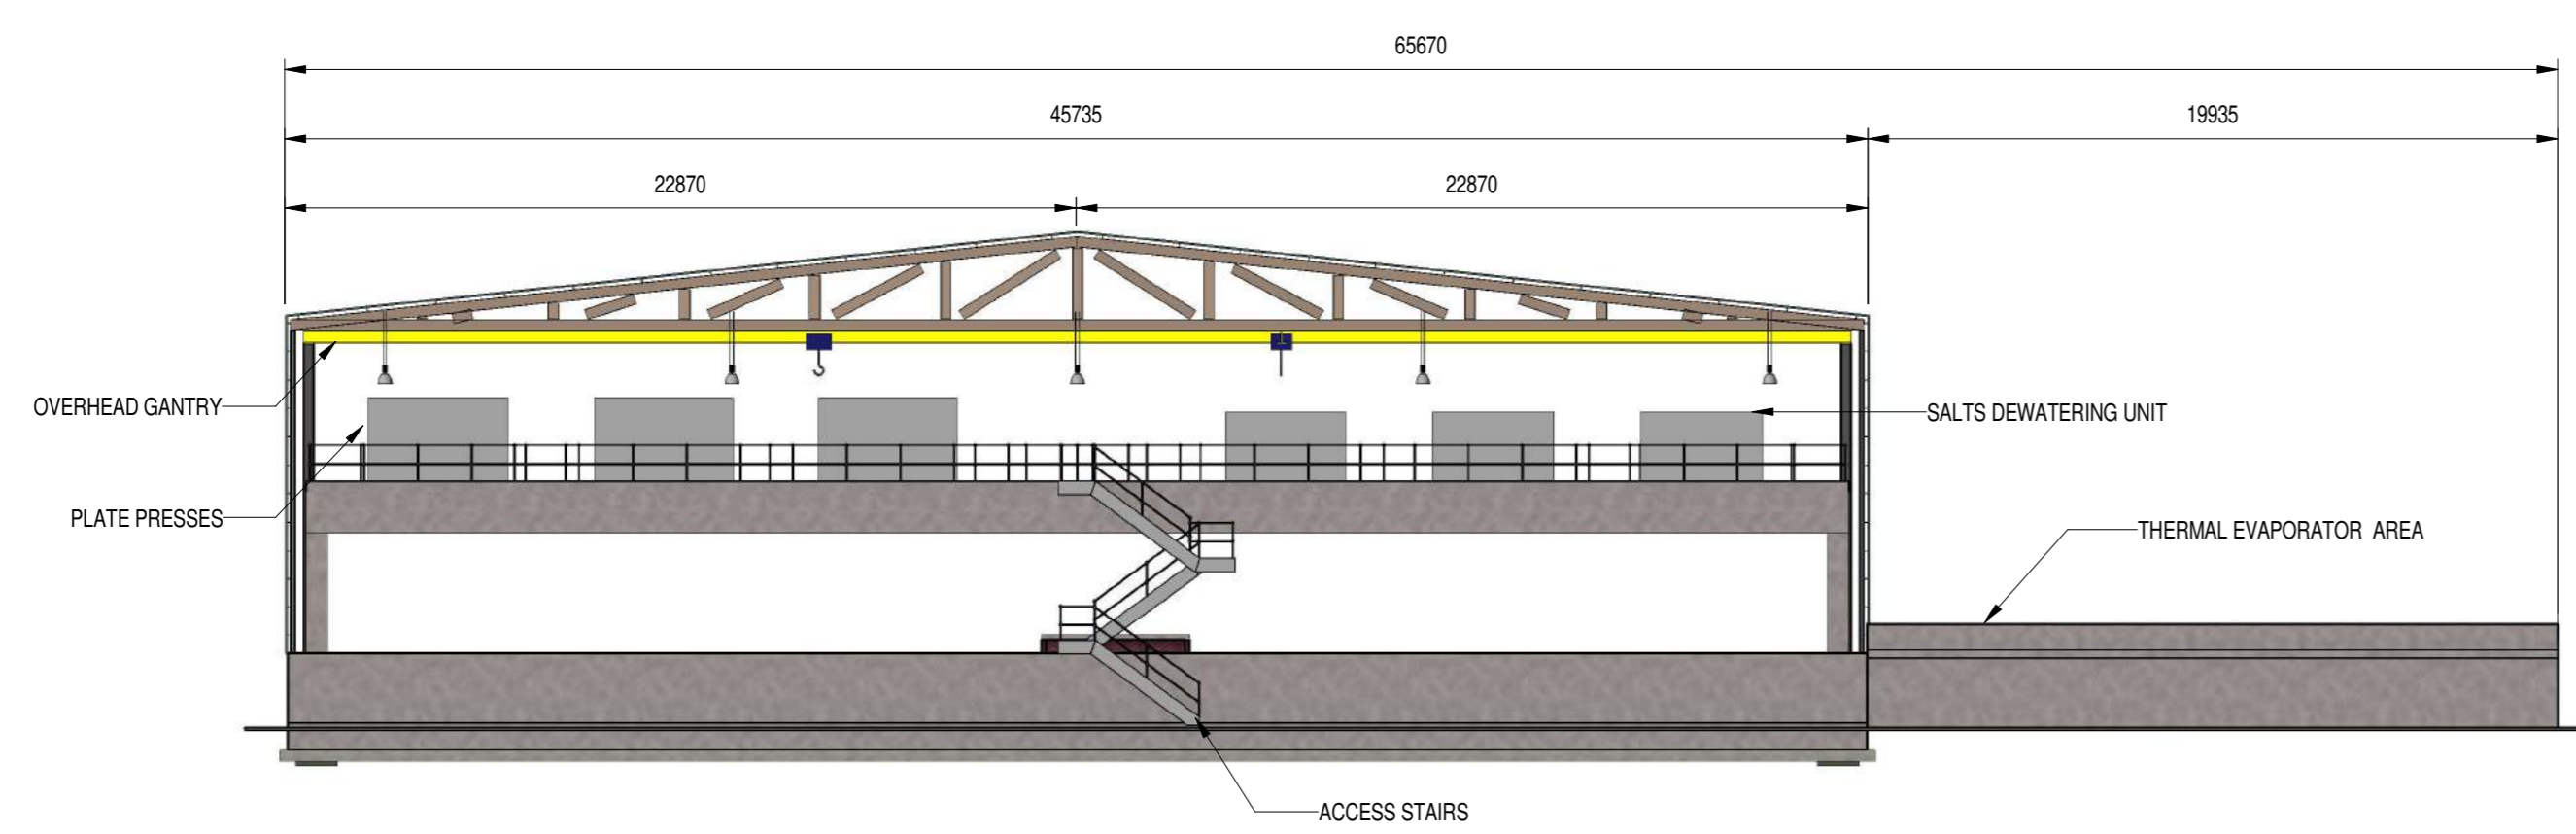 65670
45735
19935
22870
22870
OVERHEAD GANTRY
SALTS DEWATERING UNIT
PLATE PRESSES
THERMAL EVAPORATOR  AREA
ACCESS STAIRS